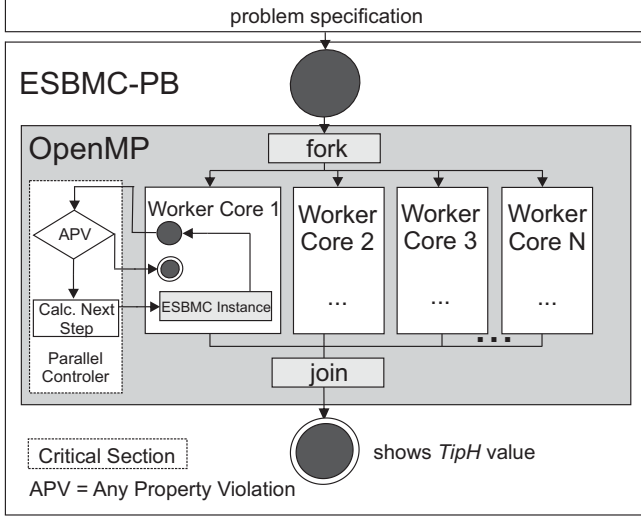 problem specification
ESBMC-PB
OpenMP
fork
APV
Calc. Next
Step
Parallel
Controler
Worker Core 1
ESBMC Instance
Worker
Core 2
...
Worker
Core 3
...
Worker
Core N
...
...
join
Critical Section
shows TipH value
APV = Any Property Violation